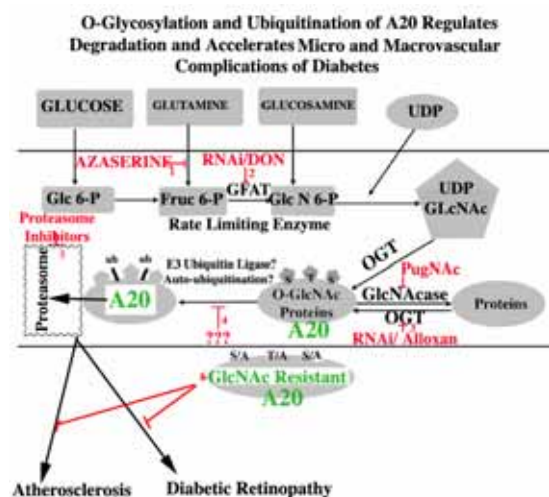 O-Glycosylation and Ubiquitination of A20 Regulates
Degradation and Accelerates Micro and Macrovascular
Complications of Diabetes
GLUCOSE
GLUTAMINE
GLUCOSAMINE
UDP
AZASERINE
1
RNAi/DON
2
Glc 6-P
Fruc 6-P
GFAT
Glc N 6-P
UDP
GLcNAc
Rate Limiting Enzyme
Proteasome
Inhibitors
Proteasome
ub
ub
A20
E3 Ubiquitin Ligase?
Auto-ubiquitination?
S
T
S
O-GlcNAc
Proteins
A20
OGT
PugNAc
GlcNAcase
OGT
Proteins
RNAi/ Alloxan
4
???
S/A
T/A
S/A
GlcNAc Resistant
A20
Atherosclerosis
Diabetic Retinopathy